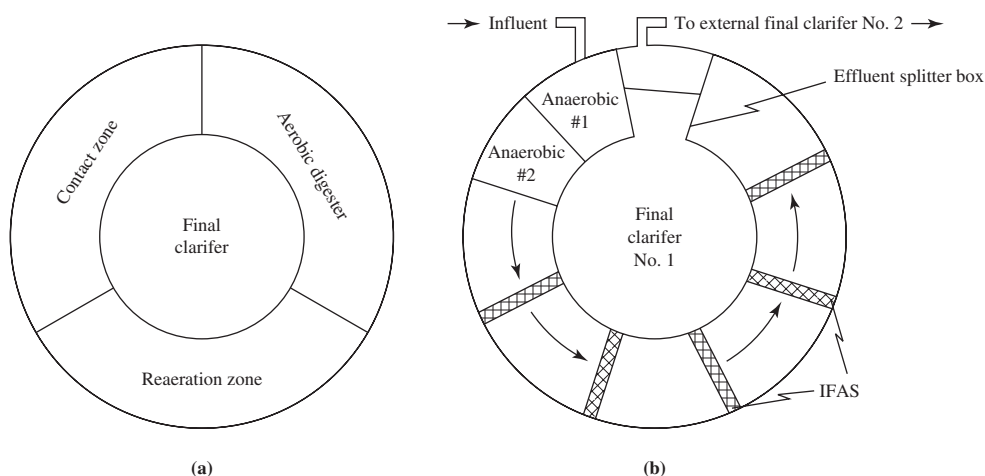 Contact zone
Aerobic digester
Final
clarifer
Reaeration zone
(a)
Influent
To external final clarifer No. 2
Effluent splitter box
Anaerobic
#1
Anaerobic
#2
Final
clarifer
No. 1
IFAS
(b)